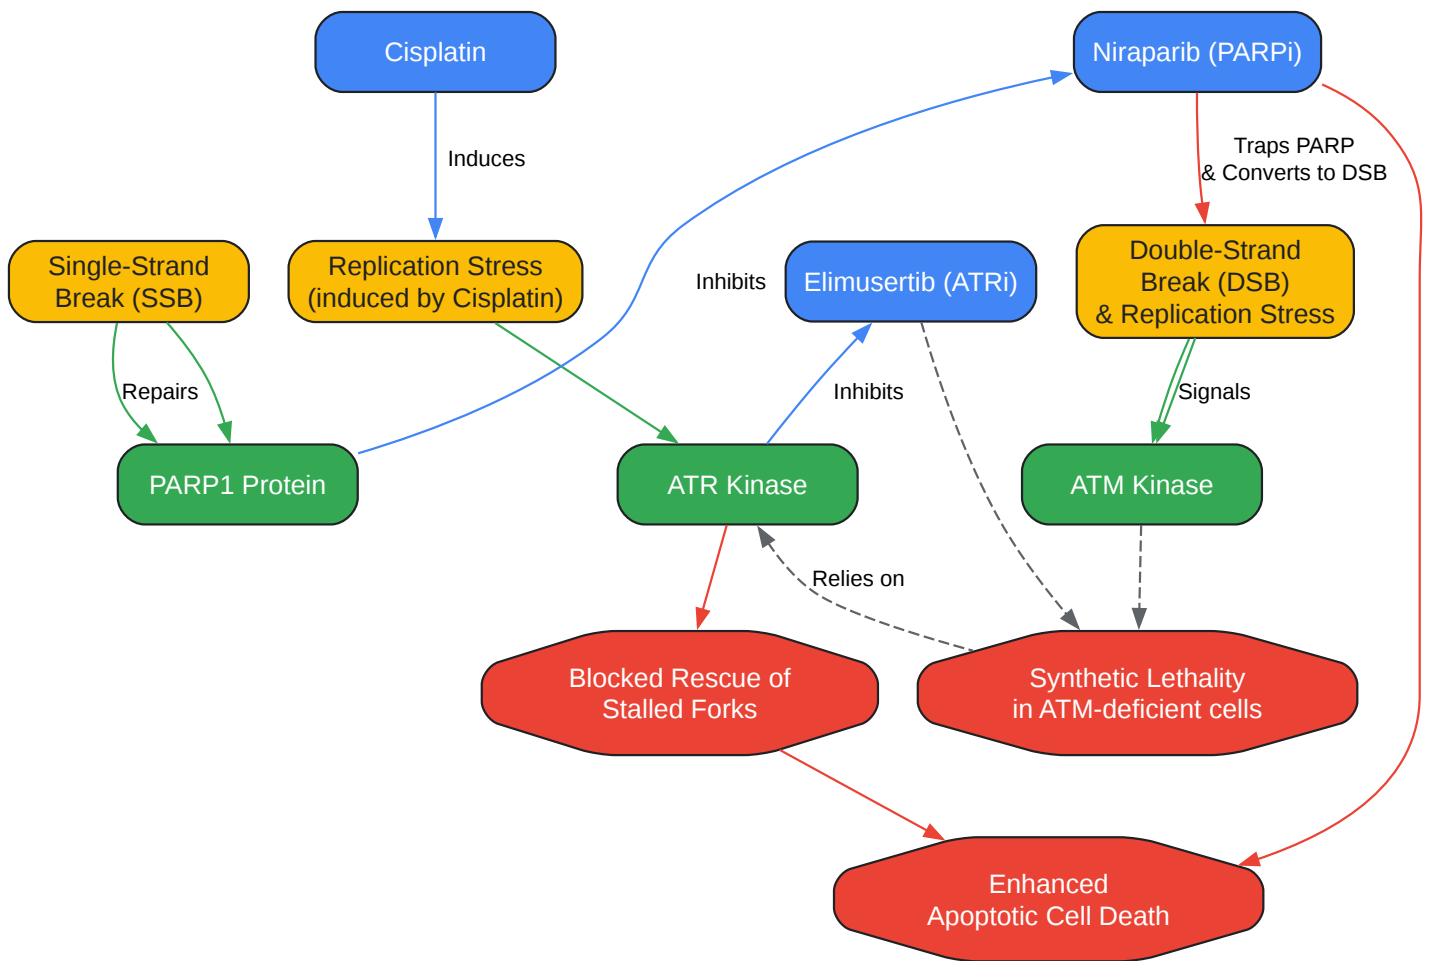 Cisplatin
Niraparib (PARPi)
Induces
Traps PARP
& Converts to DSB
Single-Strand
Break (SSB)
Replication Stress
(induced by Cisplatin)
Inhibits
Elimusertib (ATRi)
Double-Strand
Break (DSB)
& Replication Stress
Repairs
Inhibits
Signals
PARP1 Protein
ATR Kinase
ATM Kinase
Relies on
Blocked Rescue of
Stalled Forks
Synthetic Lethality
in ATM-deficient cells
Enhanced
Apoptotic Cell Death